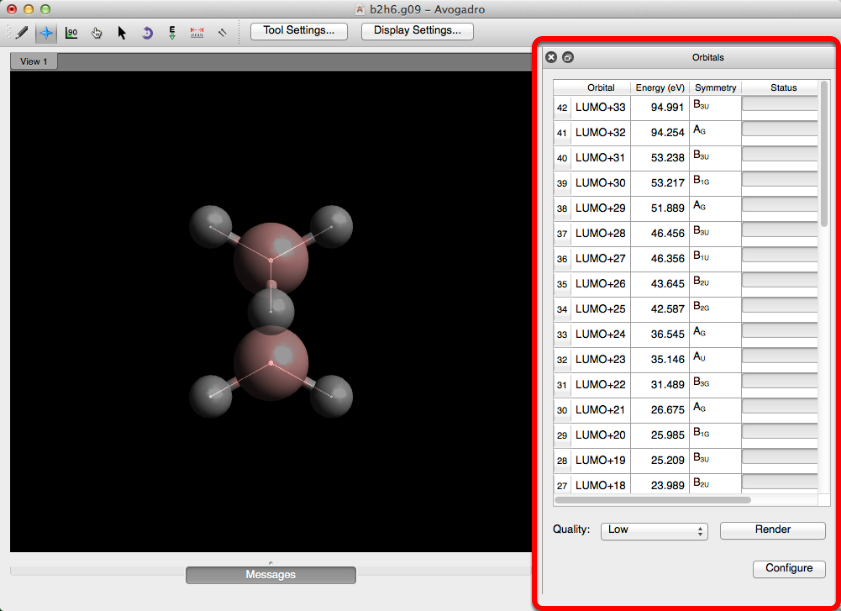 b2h6.g09 – Avogadro
Tool Settings... Display Settings...
View 1
Orbitals
Orbital Energy (eV) Symmetry Status
42 LUMO+33 94.991 B3U
41 LUMO+32 94.254 AG
40 LUMO+31 53.238 B3U
39 LUMO+30 53.217 B1G
38 LUMO+29 51.889 AG
37 LUMO+28 46.456 B3U
36 LUMO+27 46.356 B1U
35 LUMO+26 43.645 B2U
34 LUMO+25 42.587 B2G
33 LUMO+24 36.545 AG
32 LUMO+23 35.146 AU
31 LUMO+22 31.489 B3G
30 LUMO+21 26.675 AG
29 LUMO+20 25.985 B1G
28 LUMO+19 25.209 B3U
27 LUMO+18 23.989 B2U
Quality: Low Render
Configure
Messages